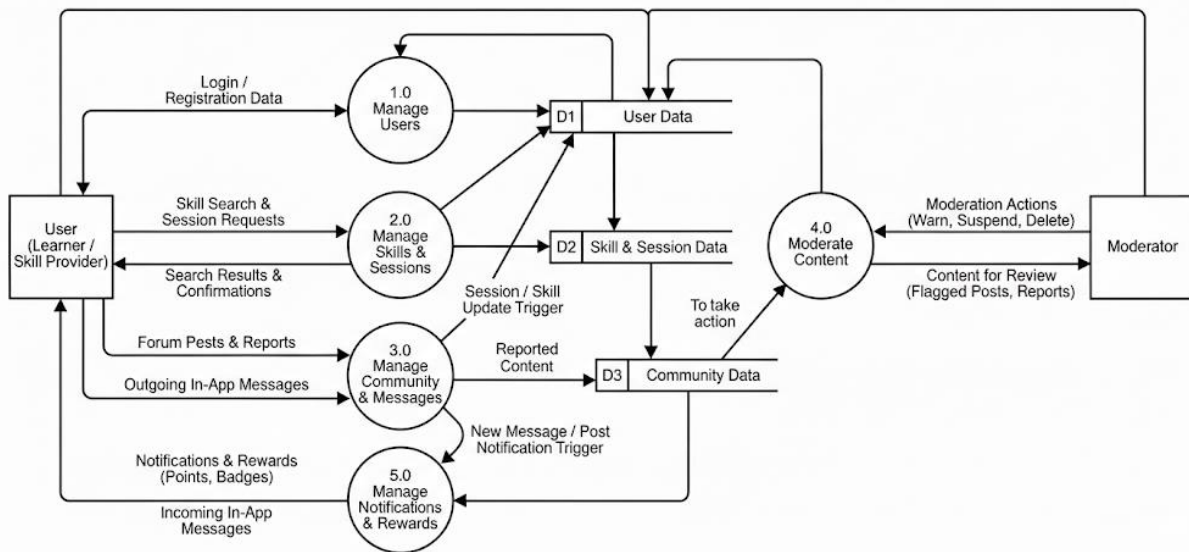 Login /
Registration Data
1.0
Manage
Users
D1
User Data
User
(Learner /
Skill Provider)
Skill Search &
Session Requests
Search Results &
Confirmations
2.0
Manage
Skills &
Sessions
D2
Skill & Session Data
4.0
Moderate
Content
Moderation Actions
(Warn, Suspend, Delete)
Content for Review
(Flagged Posts, Reports)
Moderator
Session / Skill
Update Trigger
To take
action
Forum Pests & Reports
Outgoing In-App Messages
3.0
Manage
Community
& Messages
Reported
Content
D3
Community Data
New Message / Post
Notification Trigger
Notifications & Rewards
(Points, Badges)
Incoming In-App
Messages
5.0
Manage
Notifications
& Rewards